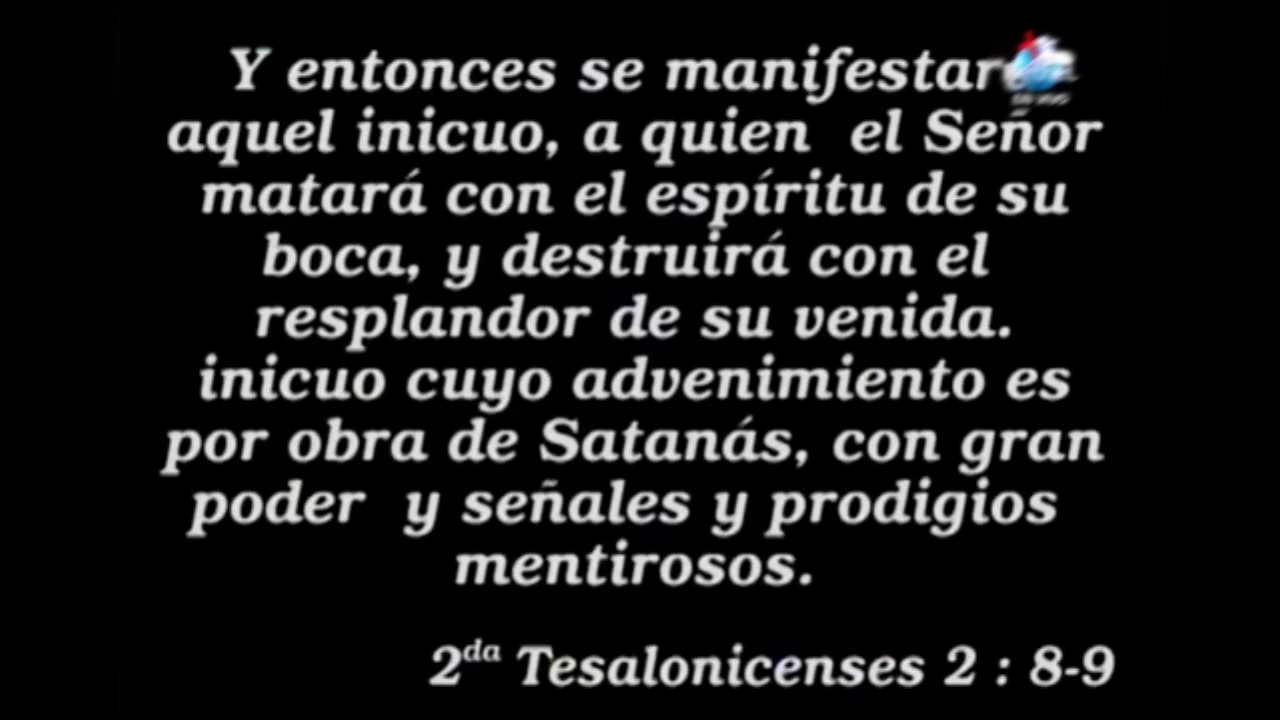 Y entonces se manifestará
aquel inicuo, a quien el Señor
matará con el espíritu de su
boca, y destruirá con el
resplandor de su venida.
inicuo cuyo advenimiento es
por obra de Satanás, con gran
poder y señales y prodigios
mentirosos.
2da Tesalonicenses 2 : 8-9